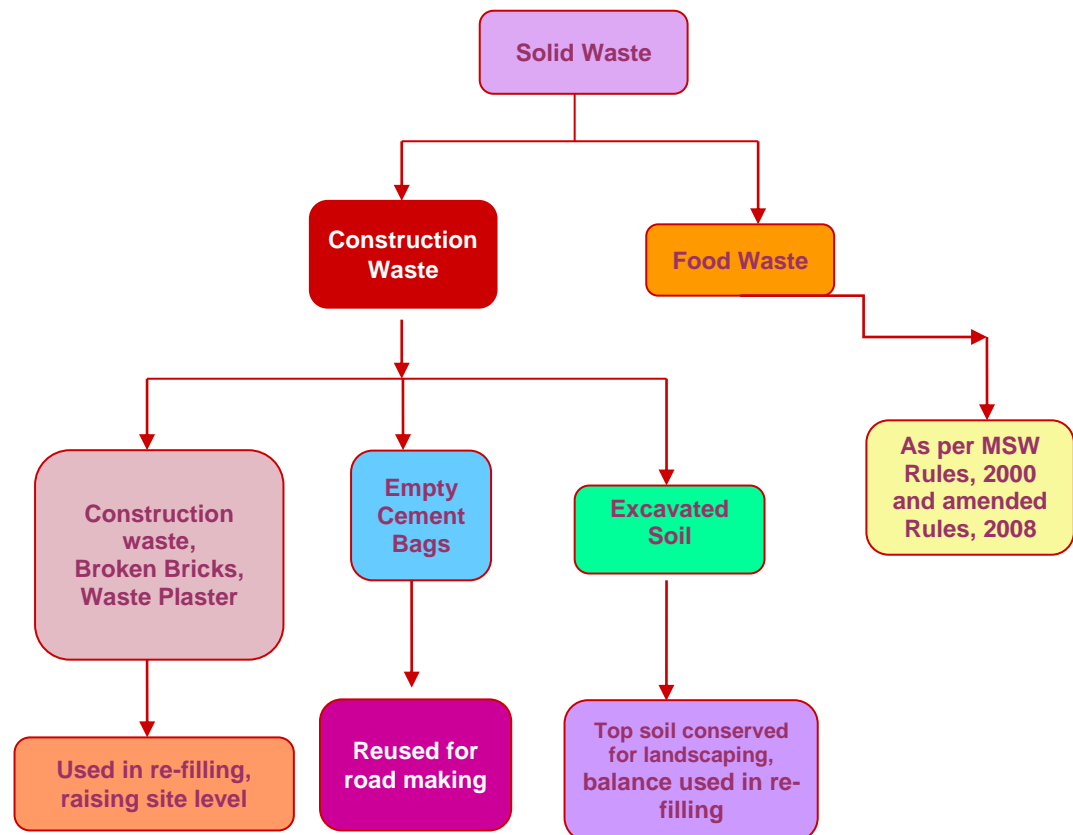 Solid Waste
Construction
Waste
Food Waste
Construction
waste,
Broken Bricks,
Waste Plaster
Empty
Cement
Bags
Excavated
Soil
As per MSW
Rules, 2000
and amended
Rules, 2008
Used in re-filling,
raising site level
Reused for
road making
Top soil conserved
for landscaping,
balance used in re-
filling